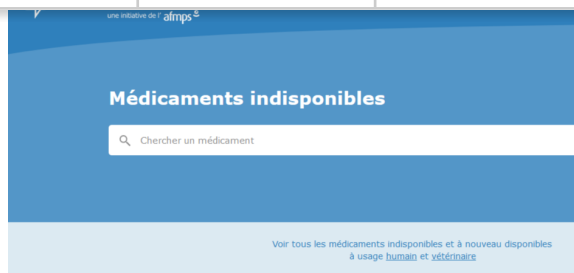 une initiative de l' afmps
Médicaments indisponibles
Chercher un médicament
Voir tous les médicaments indisponibles et à nouveau disponibles
à usage humain et vétérinaire